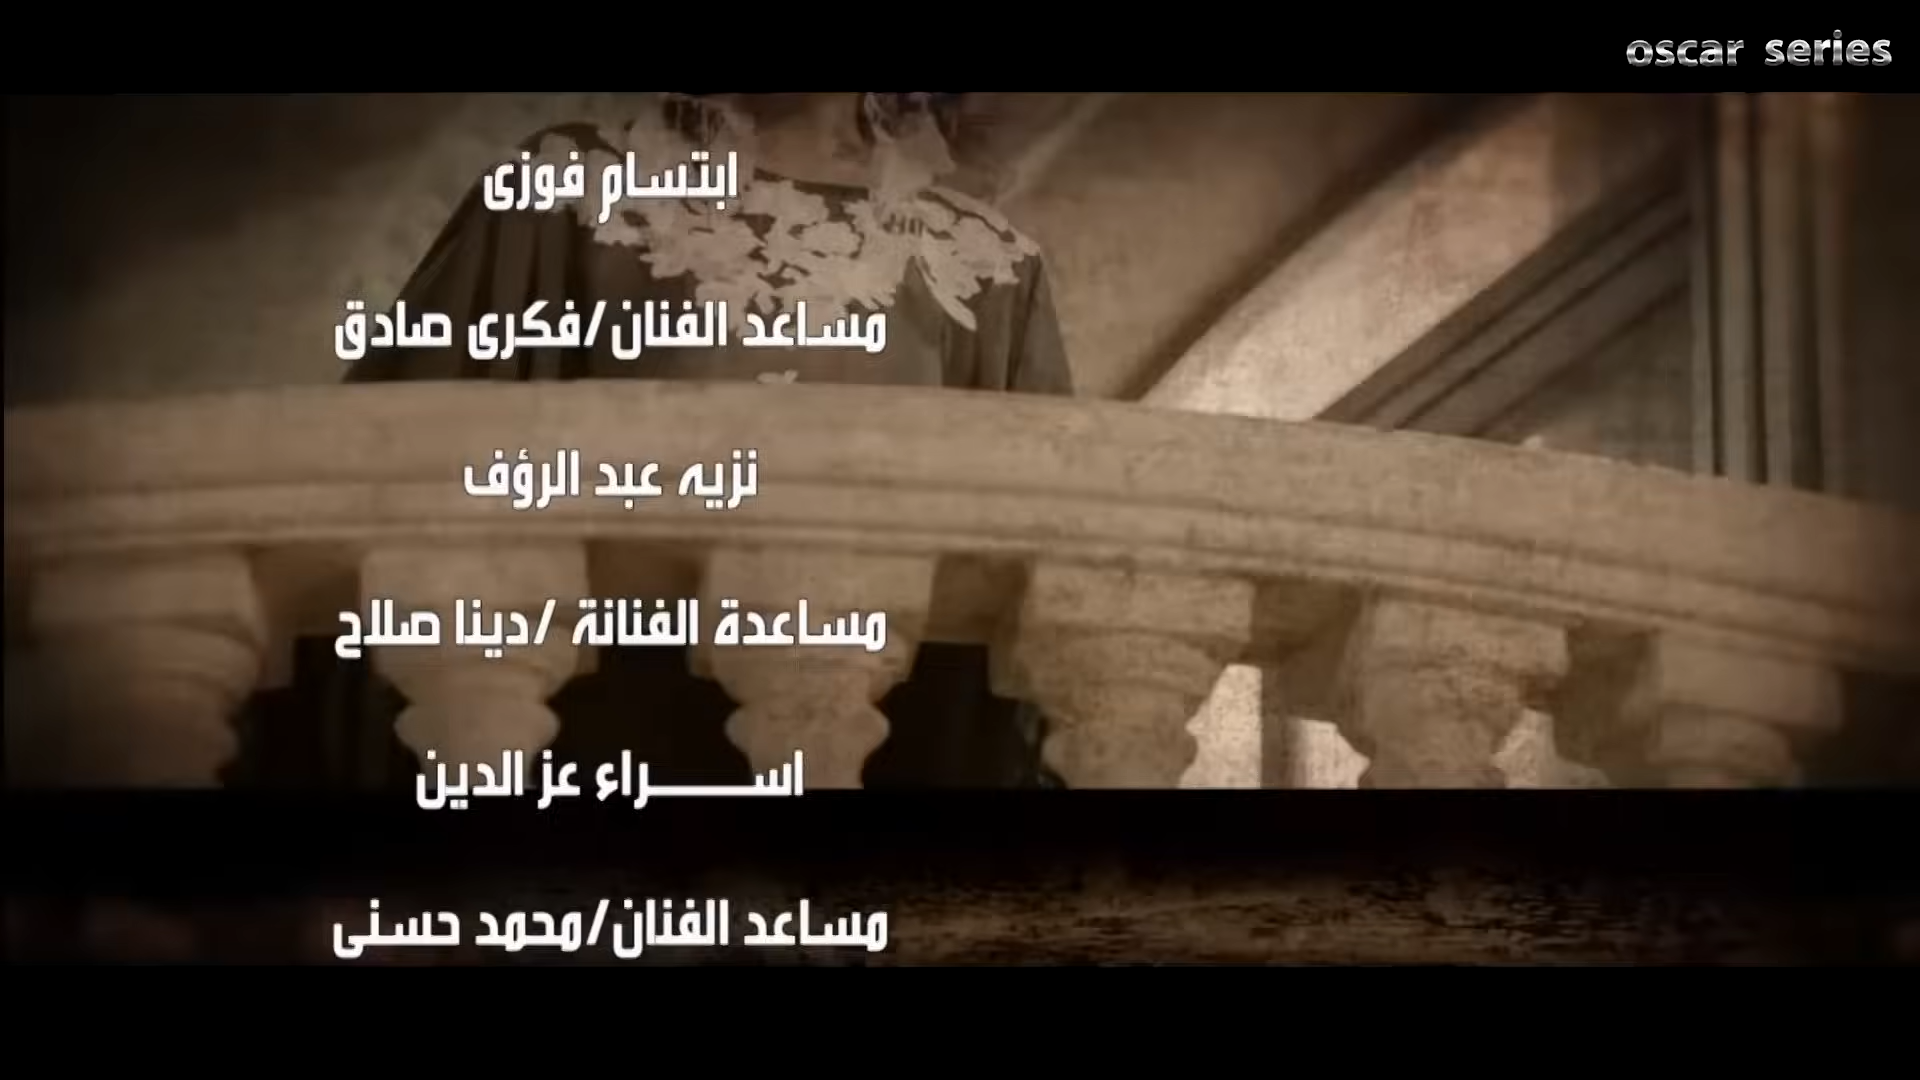 oscar series
ابتسام فوزى
مساعد الفنان/فكرى صادق
نزيه عبد الرؤف
مساعدة الفنانة /دينا صلاح
اســـــراء عز الدين
مساعد الفنان/محمد حسنى